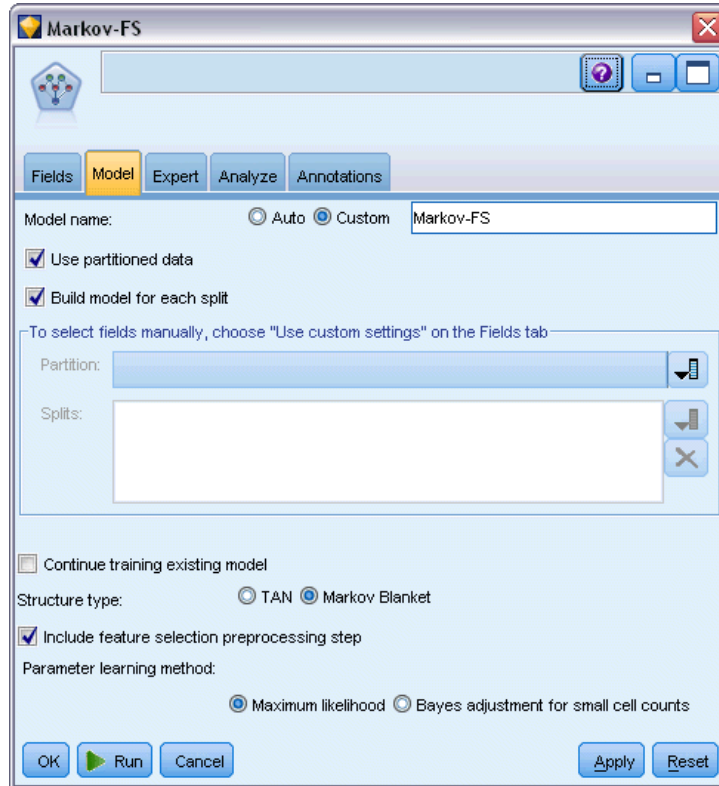 Markov-FS
Fields Model Expert Analyze Annotations
Model name: Auto Custom Markov-FS
Use partitioned data
Build model for each split
To select fields manually, choose "Use custom settings" on the Fields tab
Partition:
Splits:
Continue training existing model
Structure type: TAN Markov Blanket
Include feature selection preprocessing step
Parameter learning method:
Maximum likelihood Bayes adjustment for small cell counts
OK Run Cancel Apply Reset